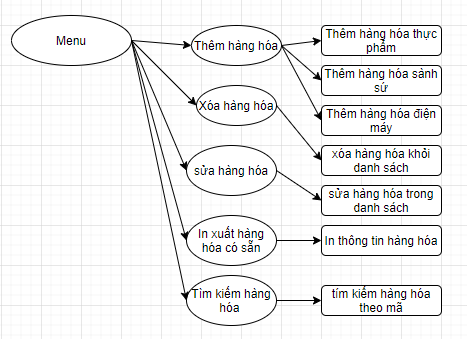 Menu
Thêm hàng hóa
Thêm hàng hóa thực
phẩm
Thêm hàng hóa sành
sứ
Thêm hàng hóa điện
máy
Xóa hàng hóa
xóa hàng hóa khỏi
danh sách
sửa hàng hóa
sửa hàng hóa trong
danh sách
In xuất hàng
hóa có sẵn
In thông tin hàng hóa
Tìm kiếm hàng
hóa
tím kiếm hàng hóa
theo mã